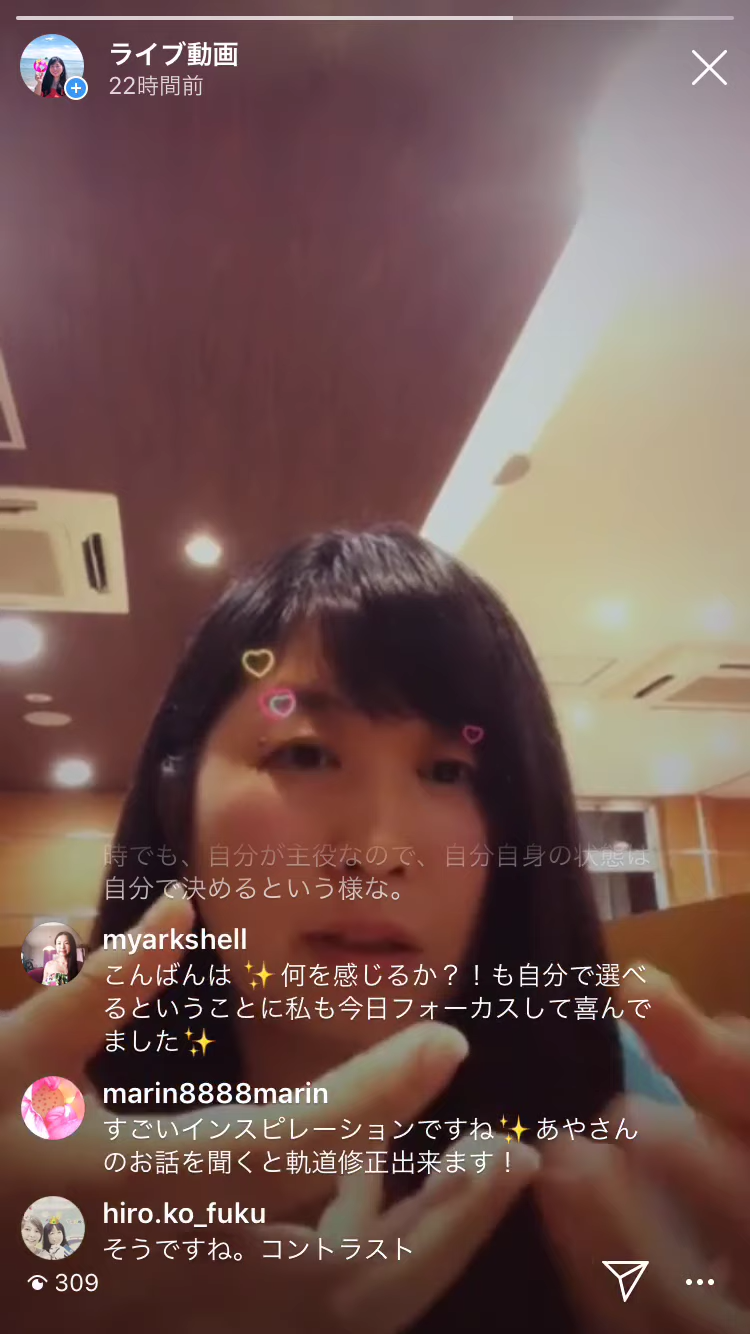 ライブ動画
22時間前
時でも、自分が主役なので、自分自身の状態は
自分で決めるという様な。
myarkshell
こんばんは ✨ 何を感じるか？！も自分で選べ
るということに私も今日フォーカスして喜んで
ました✨
marin8888marin
すごいインスピレーションですね✨ あやさん
のお話を聞くと軌道修正出来ます！
hiro.ko_fuku
そうですね。コントラスト
309